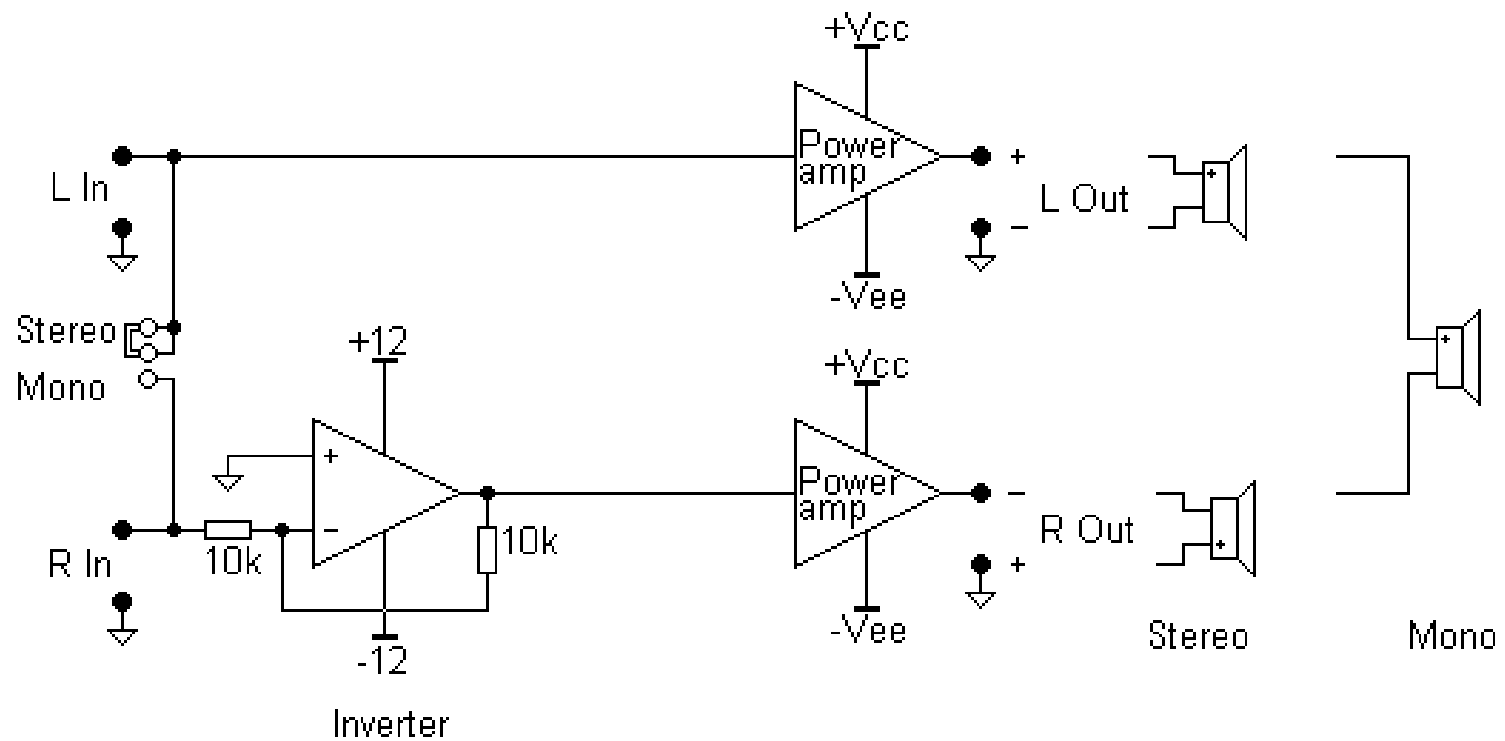 +Vcc
Power
amp
-Vee
L In
+
−
L Out
+
Stereo
Mono
+12
+
−
10k
10k
-12
Inverter
R In
+Vcc
Power
amp
-Vee
−
+
R Out
+
+
Stereo
Mono